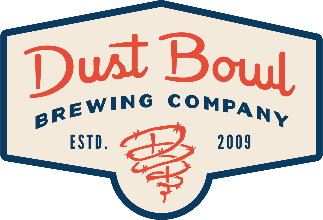 Dust Bowl
BREWING COMPANY
ESTD. 2009